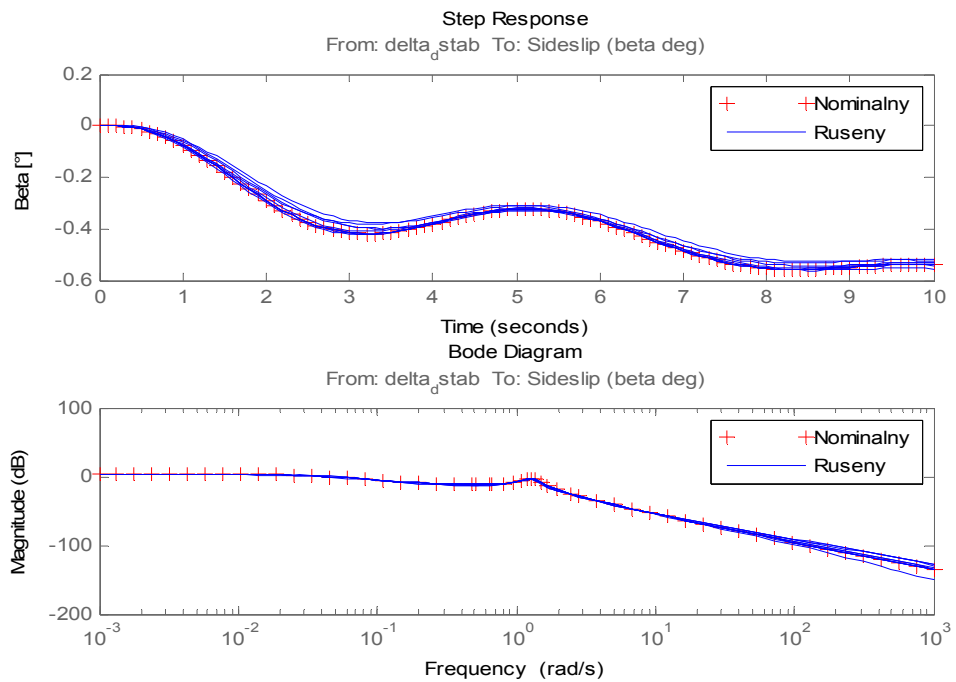 Step Response
From: delta_d stab To: Sideslip (beta deg)
0.2
0
-0.2
-0.4
-0.6
Beta [°]
Nominalny
Ruseny
0 1 2 3 4 5 6 7 8 9 10
Time (seconds)
Bode Diagram
From: delta_d stab To: Sideslip (beta deg)
100
0
-100
-200
Magnitude (dB)
Nominalny
Ruseny
10^-3 10^-2 10^-1 10^0 10^1 10^2 10^3
Frequency (rad/s)